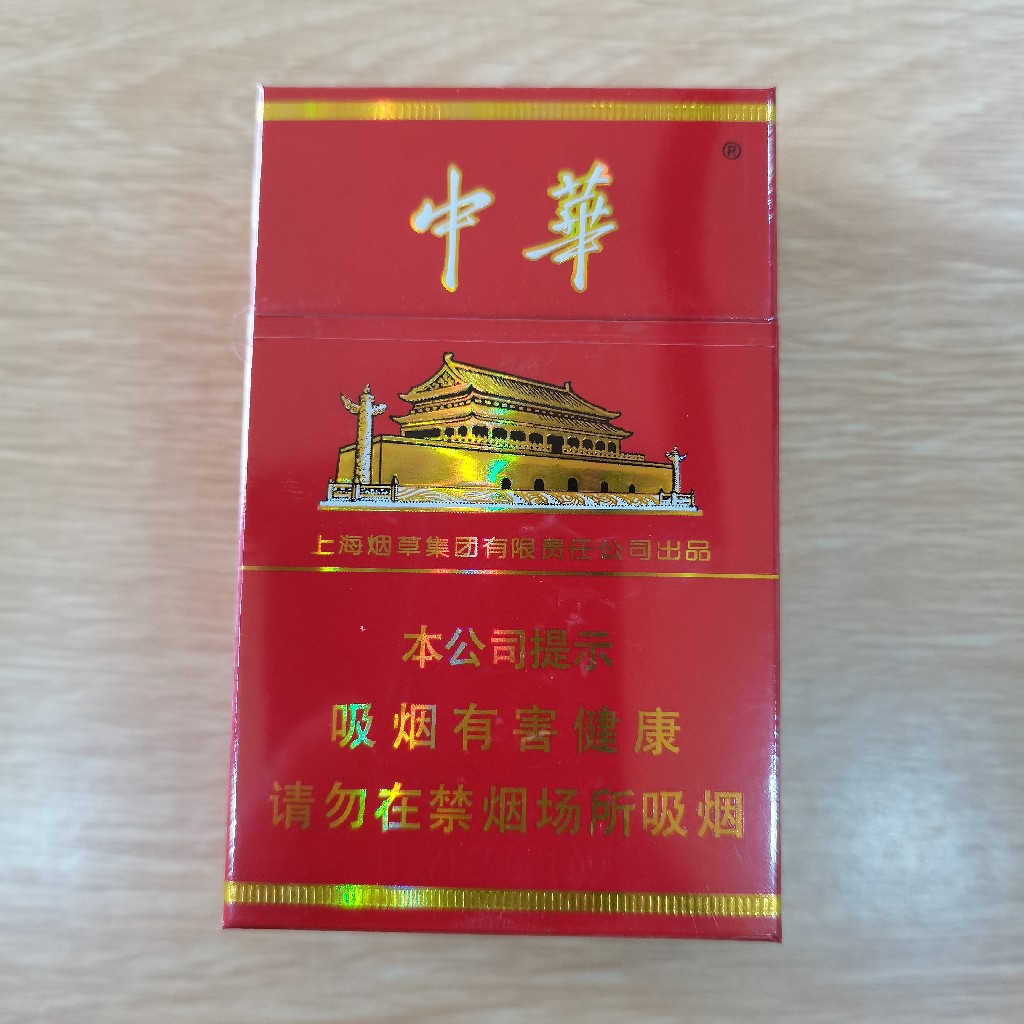 中華
®
上海烟草集团有限责任公司出品
本公司提示
吸烟有害健康
请勿在禁烟场所吸烟